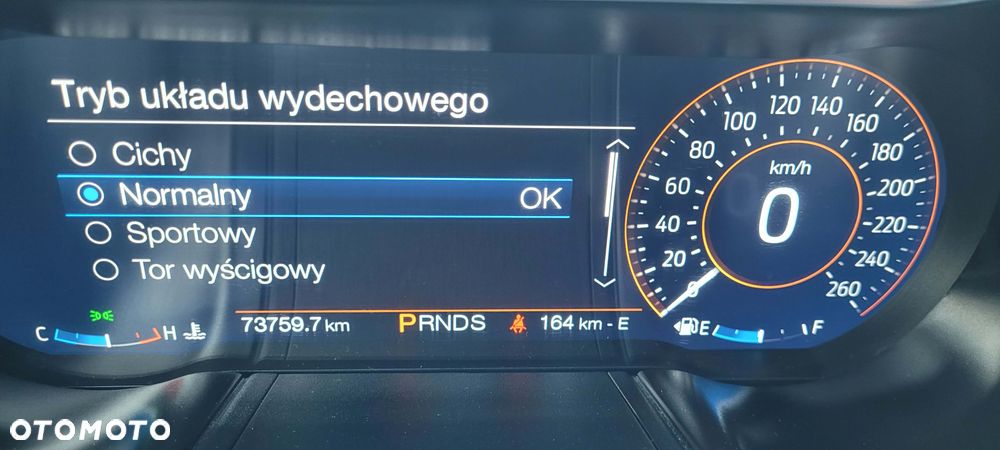 Tryb układu wydechowego
Cichy
Normalny OK
Sportowy
Tor wyścigowy
C H
73759.7 km PRNDS 164 km - E
0 20 40 60 80 100 120 140 160 180 200 220 240 260
km/h
0
E F
OTOMOTO